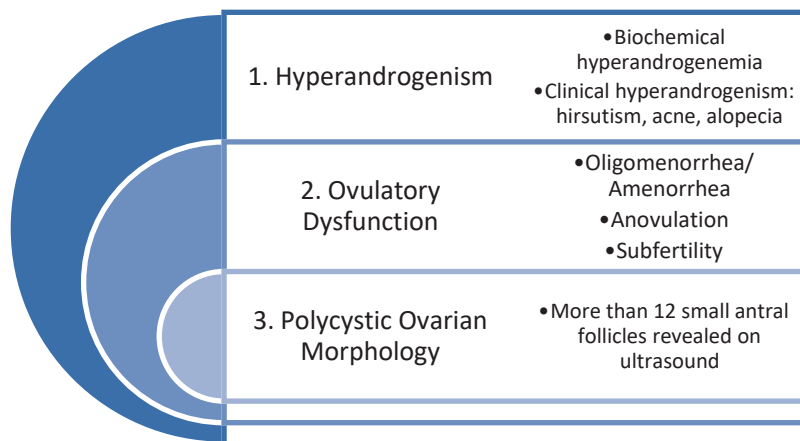 1. Hyperandrogenism
•Biochemical
hyperandrogenemia
•Clinical hyperandrogenism:
hirsutism, acne, alopecia
2. Ovulatory
Dysfunction
•Oligomenorrhea/
Amenorrhea
•Anovulation
•Subfertility
3. Polycystic Ovarian
Morphology
•More than 12 small antral
follicles revealed on
ultrasound